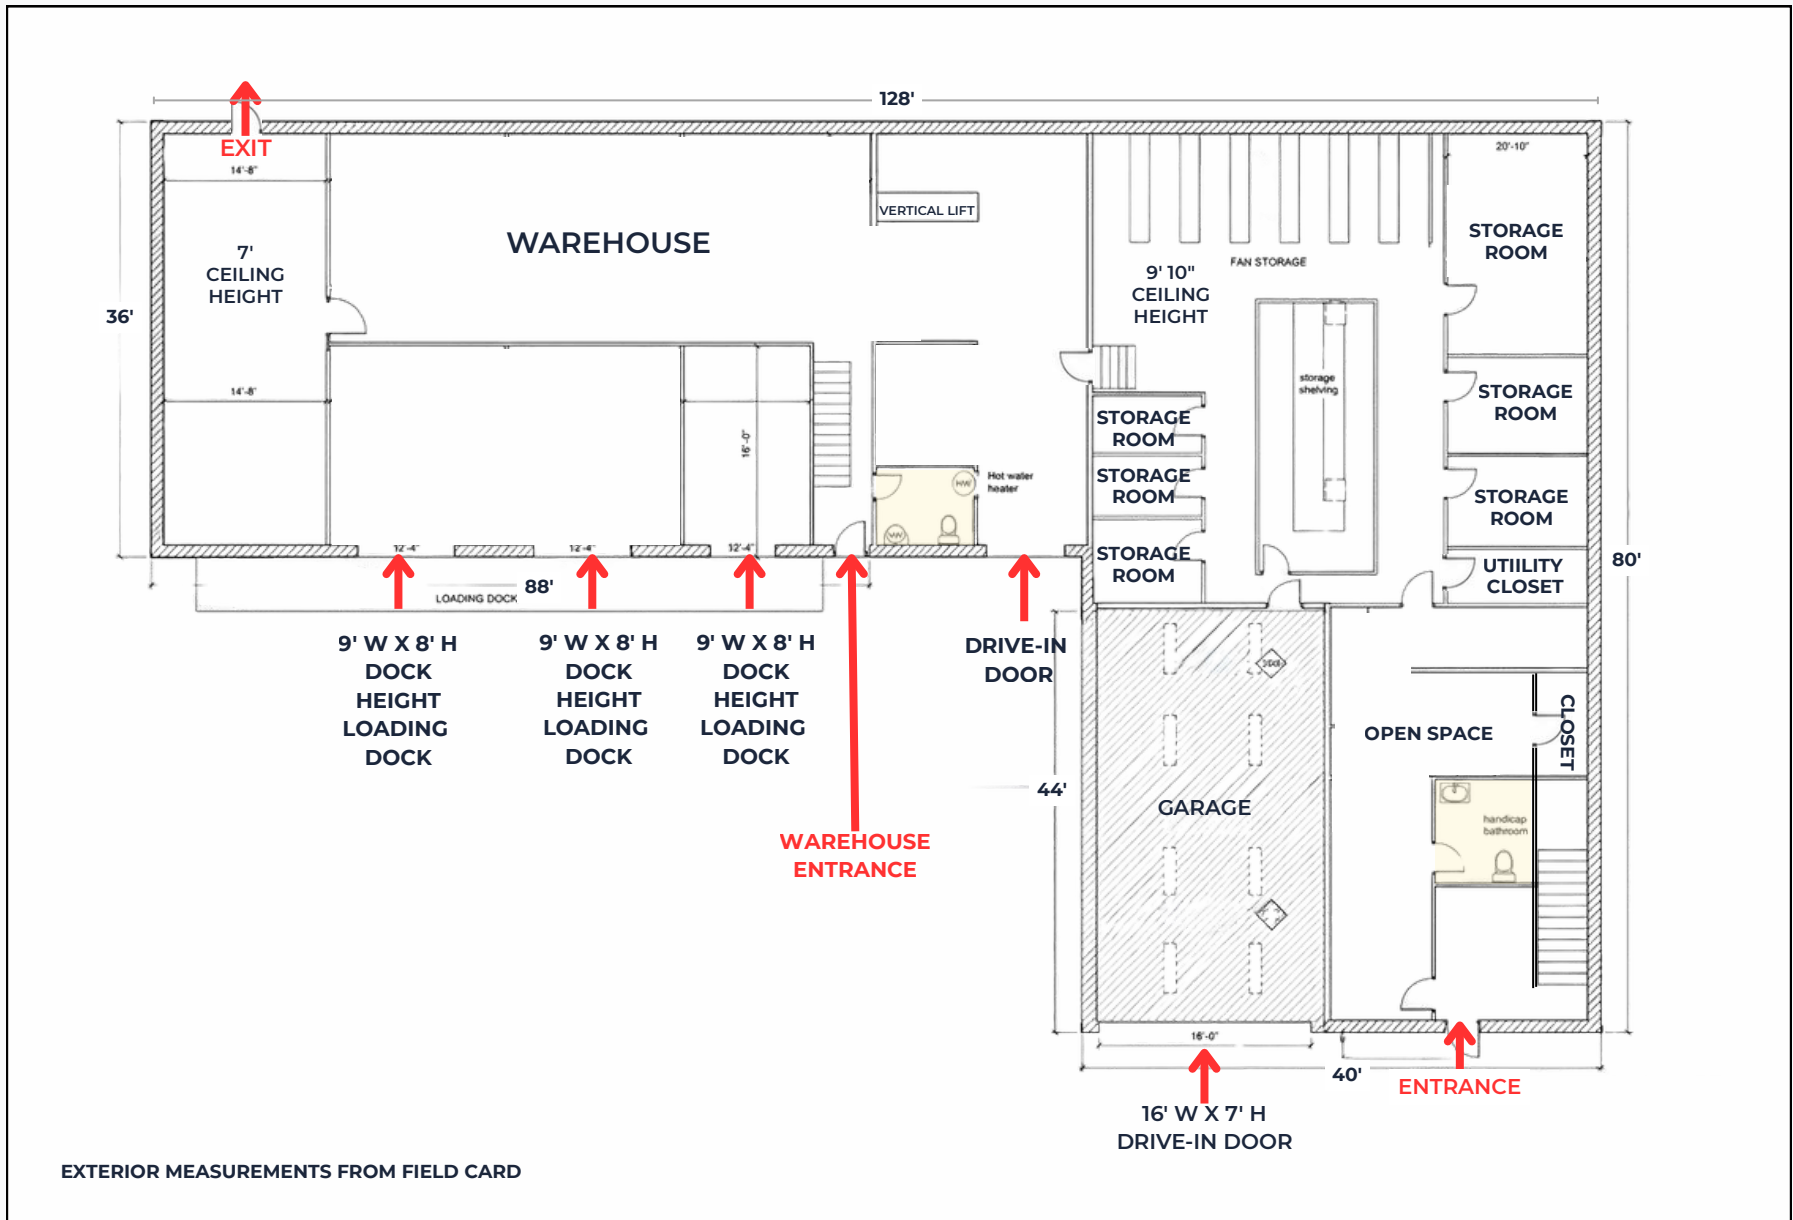 128'
EXIT
14'-8"
20'-10"
VERTICAL LIFT
WAREHOUSE
STORAGE
ROOM
7'
CEILING
HEIGHT
FAN STORAGE
9' 10"
CEILING
HEIGHT
36'
storage
shelving
14'-8"
STORAGE
ROOM
STORAGE
ROOM
16'-0"
STORAGE
ROOM
STORAGE
ROOM
HW
Hot water
heater
STORAGE
ROOM
12'-4"
12'-4"
12'-4"
UTIILITY
CLOSET
80'
88'
LOADING DOCK
9' W X 8' H
DOCK
HEIGHT
LOADING
DOCK
9' W X 8' H
DOCK
HEIGHT
LOADING
DOCK
9' W X 8' H
DOCK
HEIGHT
LOADING
DOCK
DRIVE-IN
DOOR
CLOSET
OPEN SPACE
44'
GARAGE
handicap
bathroom
WAREHOUSE
ENTRANCE
16'-0"
40'
ENTRANCE
16' W X 7' H
DRIVE-IN DOOR
EXTERIOR MEASUREMENTS FROM FIELD CARD